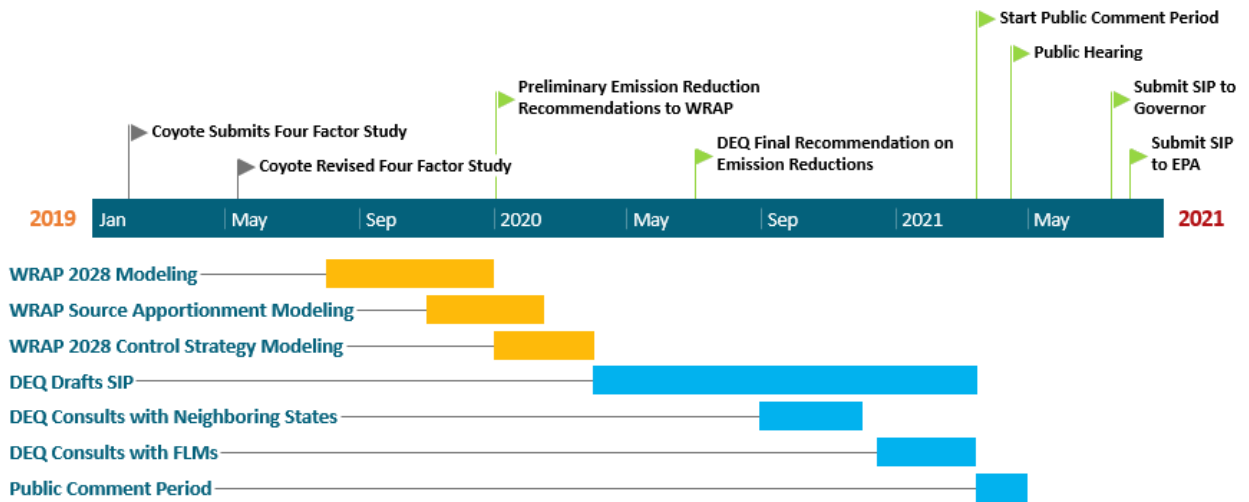 Start Public Comment Period
Public Hearing
Preliminary Emission Reduction
Recommendations to WRAP
Submit SIP to
Governor
Coyote Submits Four Factor Study
DEQ Final Recommendation on
Emission Reductions
Submit SIP
to EPA
Coyote Revised Four Factor Study
2019 Jan May Sep 2020 May Sep 2021 May 2021
WRAP 2028 Modeling
WRAP Source Apportionment Modeling
WRAP 2028 Control Strategy Modeling
DEQ Drafts SIP
DEQ Consults with Neighboring States
DEQ Consults with FLMs
Public Comment Period